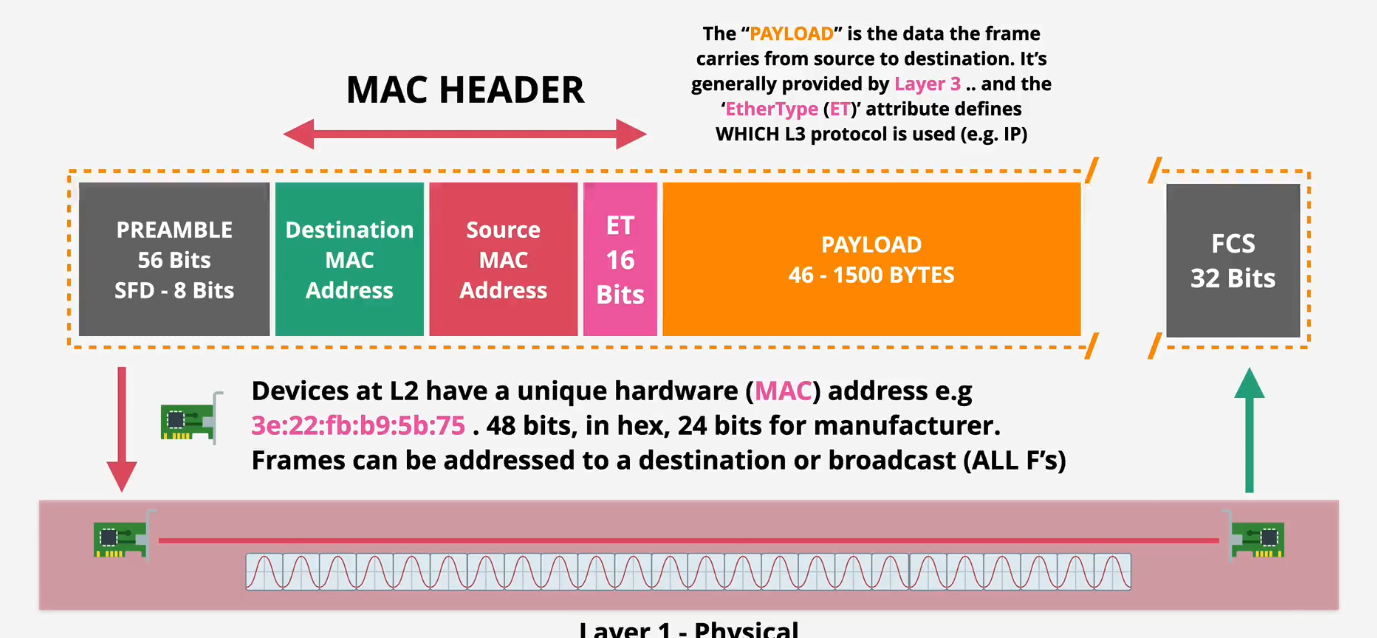 The “PAYLOAD” is the data the frame
carries from source to destination. It’s
generally provided by Layer 3 .. and the
‘EtherType (ET)’ attribute defines
WHICH L3 protocol is used (e.g. IP)
MAC HEADER
PREAMBLE
56 Bits
SFD - 8 Bits
Destination
MAC
Address
Source
MAC
Address
ET
16
Bits
PAYLOAD
46 - 1500 BYTES
FCS
32 Bits
Devices at L2 have a unique hardware (MAC) address e.g
3e:22:fb:b9:5b:75 . 48 bits, in hex, 24 bits for manufacturer.
Frames can be addressed to a destination or broadcast (ALL F’s)
Layer 1 - Physical